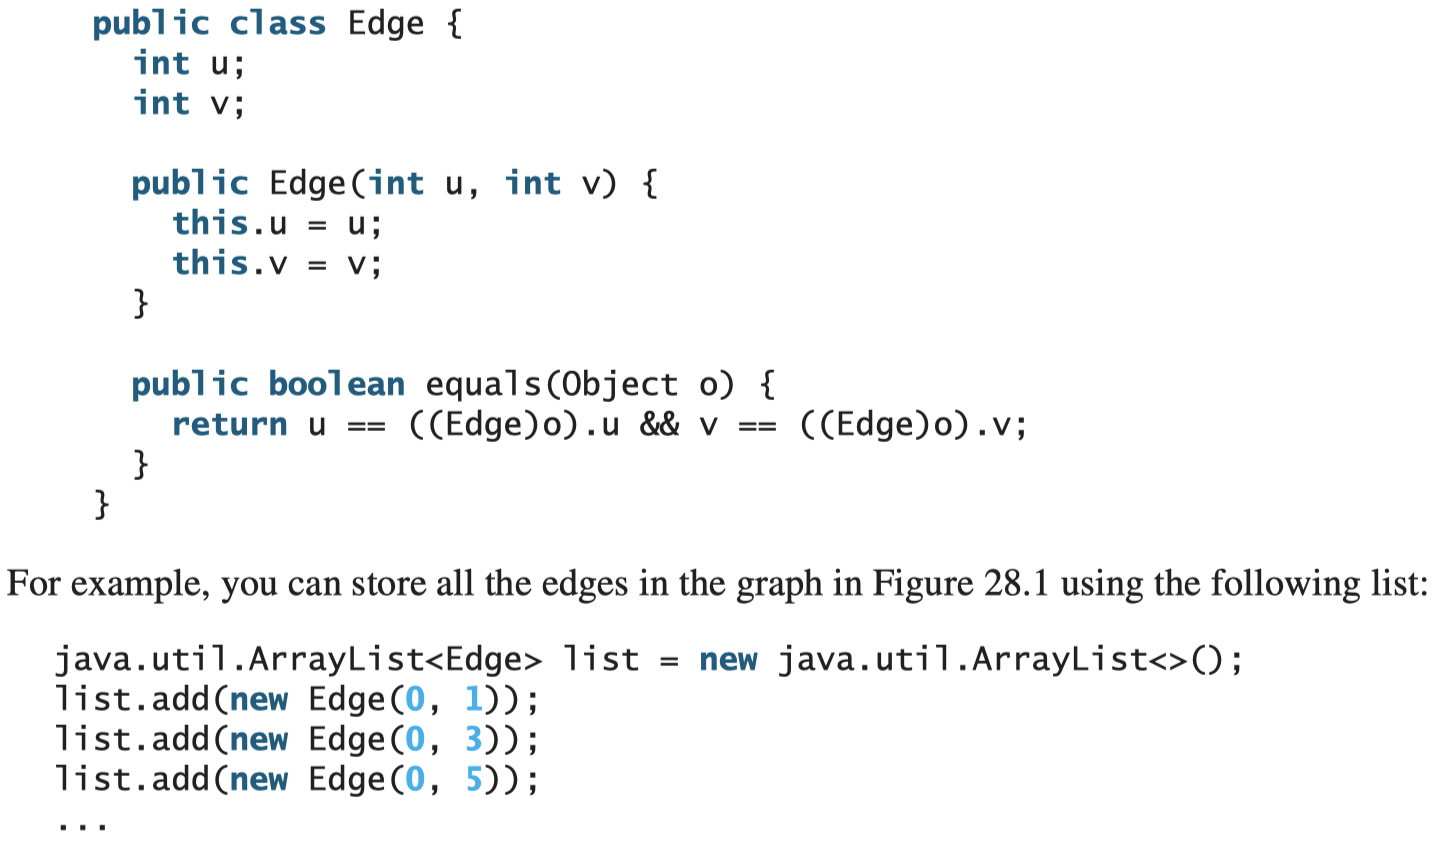 public class Edge {
int u;
int v;
public Edge(int u, int v) {
this.u = u;
this.v = v;
}
public boolean equals(Object o) {
return u == ((Edge)o).u && v == ((Edge)o).v;
}
}
For example, you can store all the edges in the graph in Figure 28.1 using the following list:
java.util.ArrayList<Edge> list = new java.util.ArrayList<>();
list.add(new Edge(0, 1));
list.add(new Edge(0, 3));
list.add(new Edge(0, 5));
...